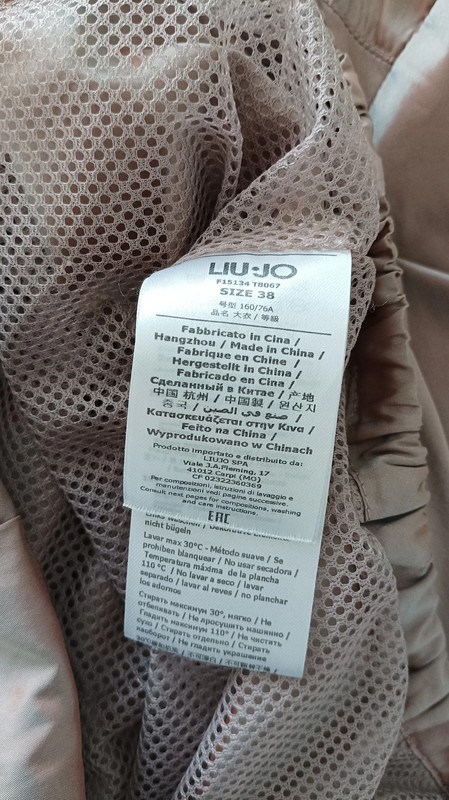 LIU·JO
F15134 T8067
SIZE 38
号型 160/76A
品名 大衣/等級
Fabbricato in Cina /
Hangzhou / Made in China /
Fabrique en Chine /
Hergestellt in China /
Fabricado en Cina /
Сделанный в Китае / 产地
中国 杭州 / 中国製 / 원산지
중국 / صنع في الصين /
Κατασκευάζεται στην Κινα /
Feito na China /
Wyprodukowano w Chinach
Prodotto importato e distribuito da:
LIUJO SPA
Viale J.A.Fleming, 17
41012 Carpi (MO)
CF 02322360369
Per composizioni, istruzioni di lavaggio e
manutenzioni vedi pagine successive.
Consult next pages for compositions, washing
and care instructions.
EAC
nicht bügeln
Lavar max 30°C - Método suave / Se
prohiben blanquear / No usar secadora /
Temperatura máxima de la plancha
110 °C / No lavar a seco / lavar
separado / lavar al reves / no planchar
los adornos
Стирать максимум 30°, мягко / Не
отбеливать / Не просушить машинно /
Гладить максимум 110° / Не чистить
сухо / Стирать отдельно / Стирать
наоборот / Не гладить украшение